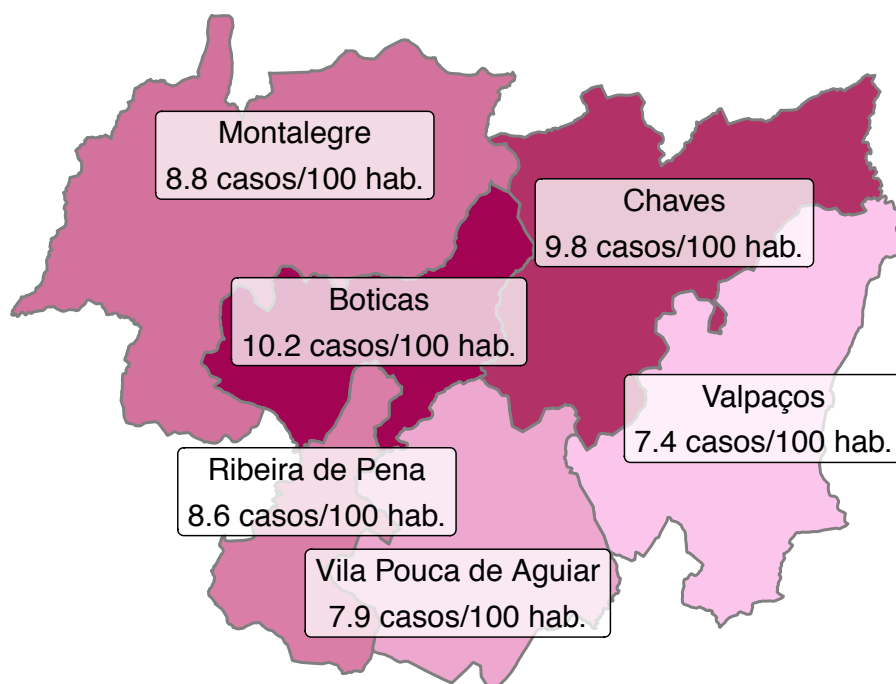 Montalegre
8.8 casos/100 hab.
Chaves
9.8 casos/100 hab.
Boticas
10.2 casos/100 hab.
Valpaços
7.4 casos/100 hab.
Ribeira de Pena
8.6 casos/100 hab.
Vila Pouca de Aguiar
7.9 casos/100 hab.